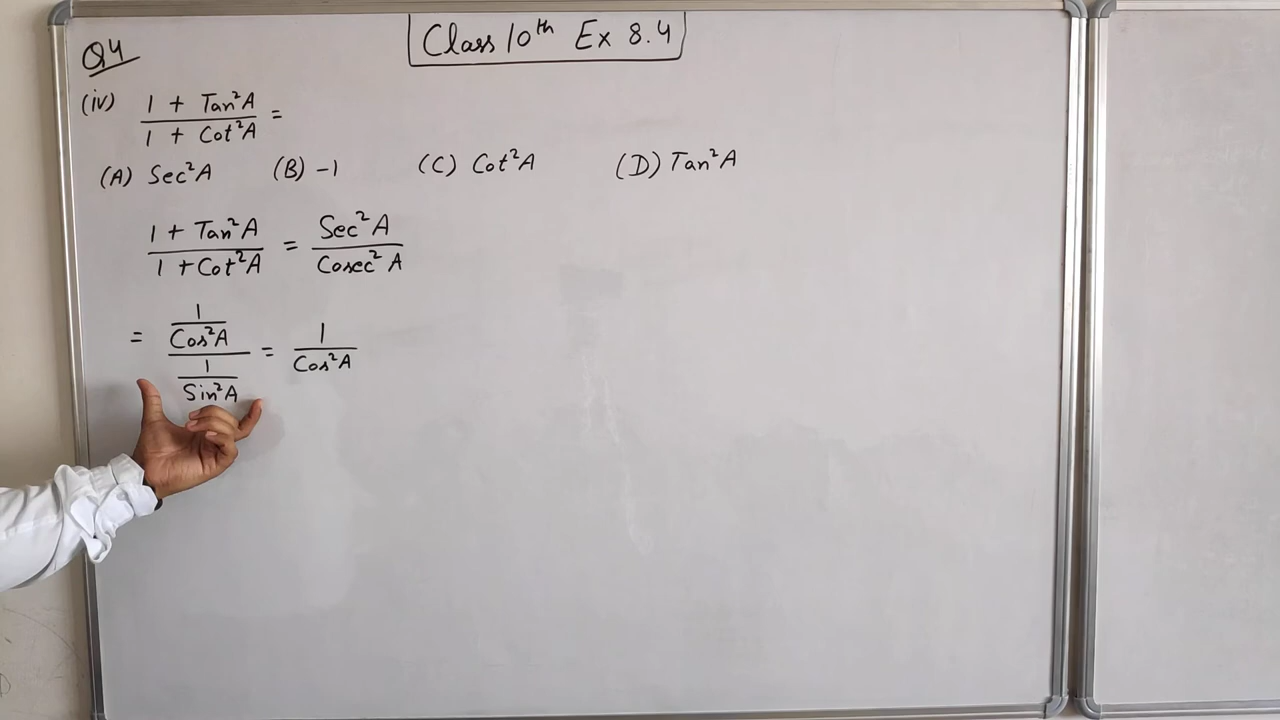 Class 10th Ex 8.4
Q4
(iv) 1 + Tan²A / 1 + Cot²A =
(A) Sec²A (B) -1 (C) Cot²A (D) Tan²A
1 + Tan²A / 1 + Cot²A = Sec²A / Cosec²A
= 1/Cos²A / 1/Sin²A = 1/Cos²A